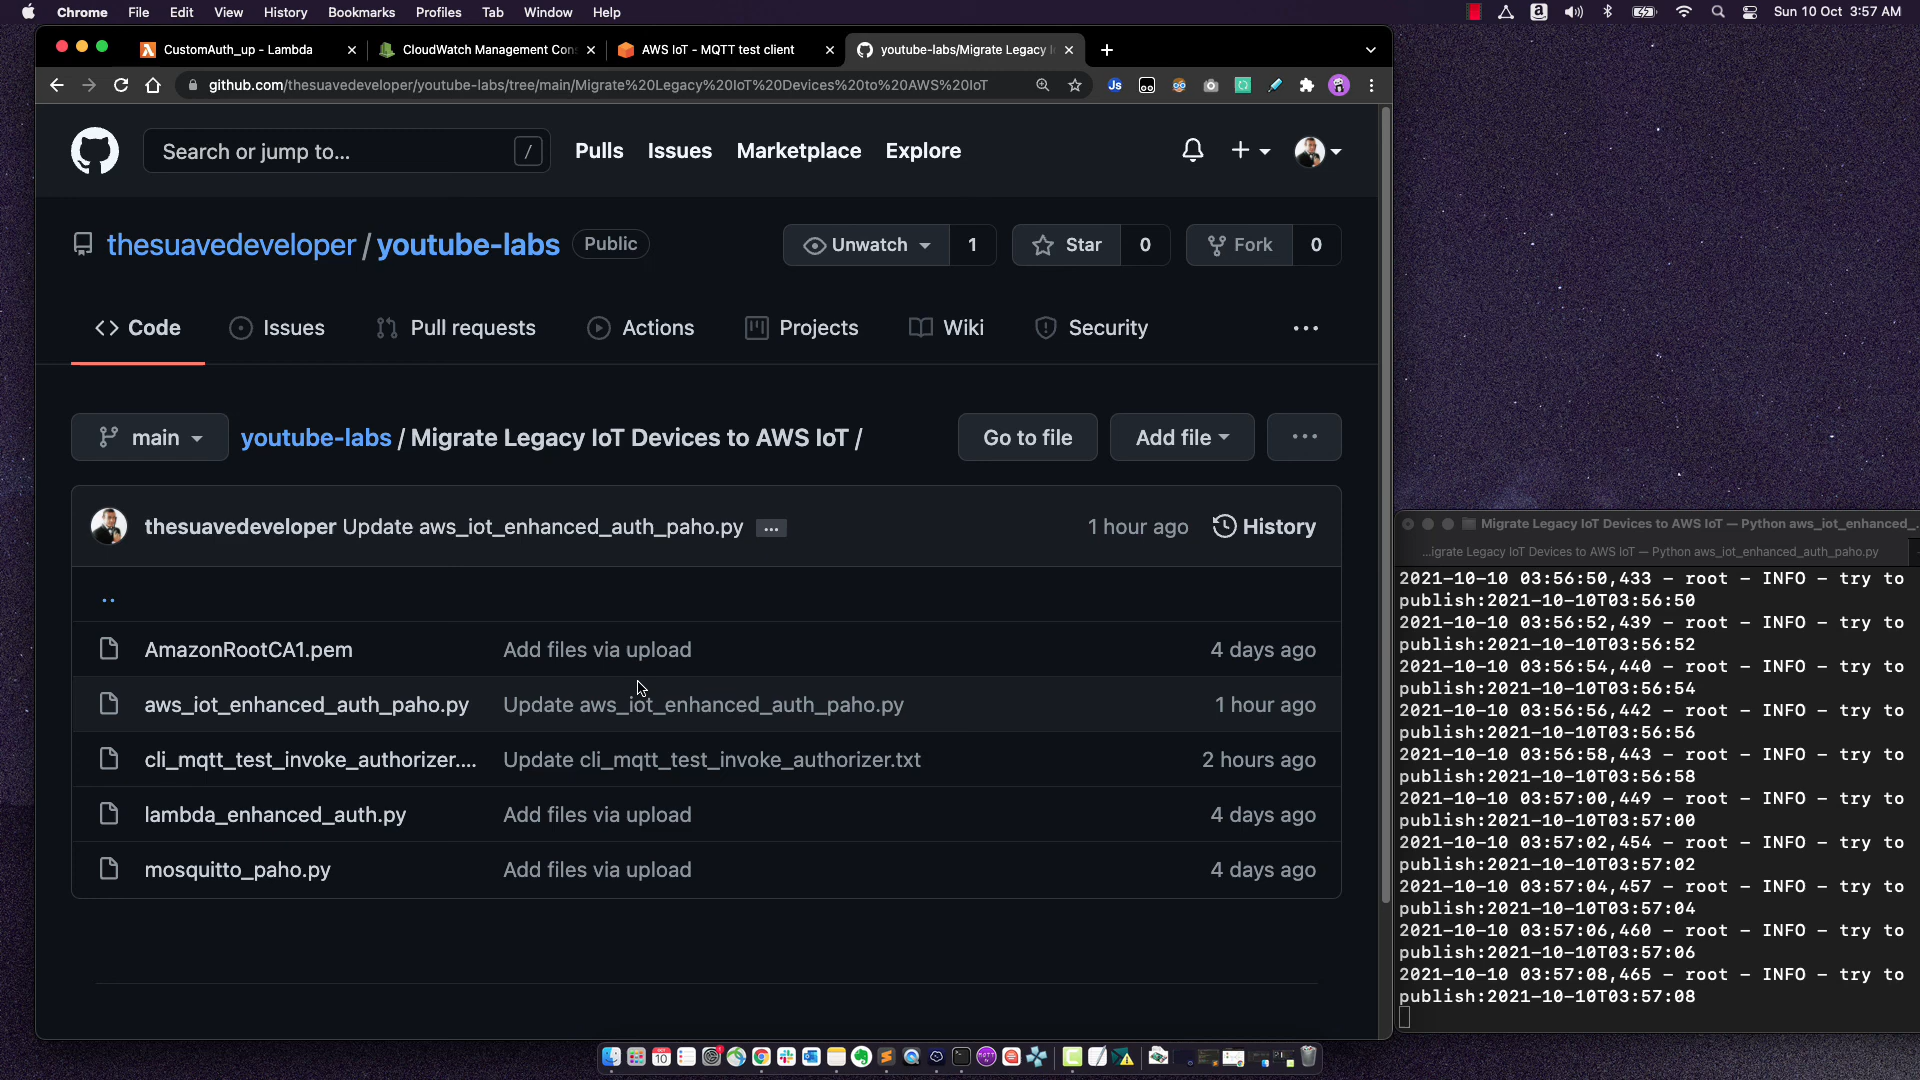 Chrome File Edit View History Bookmarks Profiles Tab Window Help Sun 10 Oct 3:57 AM
CustomAuth_up - Lambda CloudWatch Management Con AWS IoT - MQTT test client youtube-labs/Migrate Legacy I
github.com/thesuavedeveloper/youtube-labs/tree/main/Migrate%20Legacy%20IoT%20Devices%20to%20AWS%20IoT
Search or jump to... / Pulls Issues Marketplace Explore
thesuavedeveloper / youtube-labs Public Unwatch 1 Star 0 Fork 0
Code Issues Pull requests Actions Projects Wiki Security ...
main youtube-labs / Migrate Legacy IoT Devices to AWS IoT / Go to file Add file ...
thesuavedeveloper Update aws_iot_enhanced_auth_paho.py ... 1 hour ago History
..
AmazonRootCA1.pem Add files via upload 4 days ago
aws_iot_enhanced_auth_paho.py Update aws_iot_enhanced_auth_paho.py 1 hour ago
cli_mqtt_test_invoke_authorizer.... Update cli_mqtt_test_invoke_authorizer.txt 2 hours ago
lambda_enhanced_auth.py Add files via upload 4 days ago
mosquitto_paho.py Add files via upload 4 days ago
Migrate Legacy IoT Devices to AWS IoT — Python aws_iot_enhanced_
...igrate Legacy IoT Devices to AWS IoT — Python aws_iot_enhanced_auth_paho.py
2021-10-10 03:56:50,433 - root - INFO - try to
publish:2021-10-10T03:56:50
2021-10-10 03:56:52,439 - root - INFO - try to
publish:2021-10-10T03:56:52
2021-10-10 03:56:54,440 - root - INFO - try to
publish:2021-10-10T03:56:54
2021-10-10 03:56:56,442 - root - INFO - try to
publish:2021-10-10T03:56:56
2021-10-10 03:56:58,443 - root - INFO - try to
publish:2021-10-10T03:56:58
2021-10-10 03:57:00,449 - root - INFO - try to
publish:2021-10-10T03:57:00
2021-10-10 03:57:02,454 - root - INFO - try to
publish:2021-10-10T03:57:02
2021-10-10 03:57:04,457 - root - INFO - try to
publish:2021-10-10T03:57:04
2021-10-10 03:57:06,460 - root - INFO - try to
publish:2021-10-10T03:57:06
2021-10-10 03:57:08,465 - root - INFO - try to
publish:2021-10-10T03:57:08